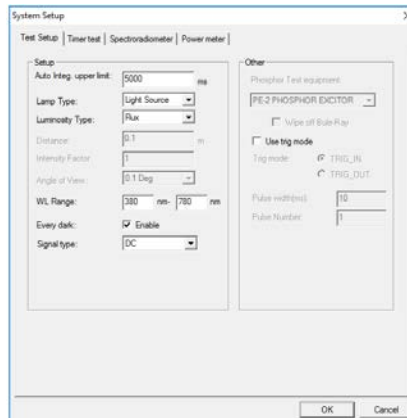 System Setup
Test Setup | Timer test | Spectroradiometer | Power meter
Setup
Auto Integ. upper limit: 5000 ms
Lamp Type: Light Source
Luminosity Type: Flux
Distance: 0.1 m
Intensity Factor 1
Angle of View: 0.1 Deg
WL Range: 380 nm- 780 nm
Every dark: Enable
Signal type: DC
Other
Phosphor Test equipment:
PE-2 PHOSPHOR EXCITOR
Wipe off Bule-Ray
Use trig mode
Trig mode: TRIG_IN.
TRIG_OUT.
Pulse width(ms): 10
Pulse Number: 1
OK Cancel